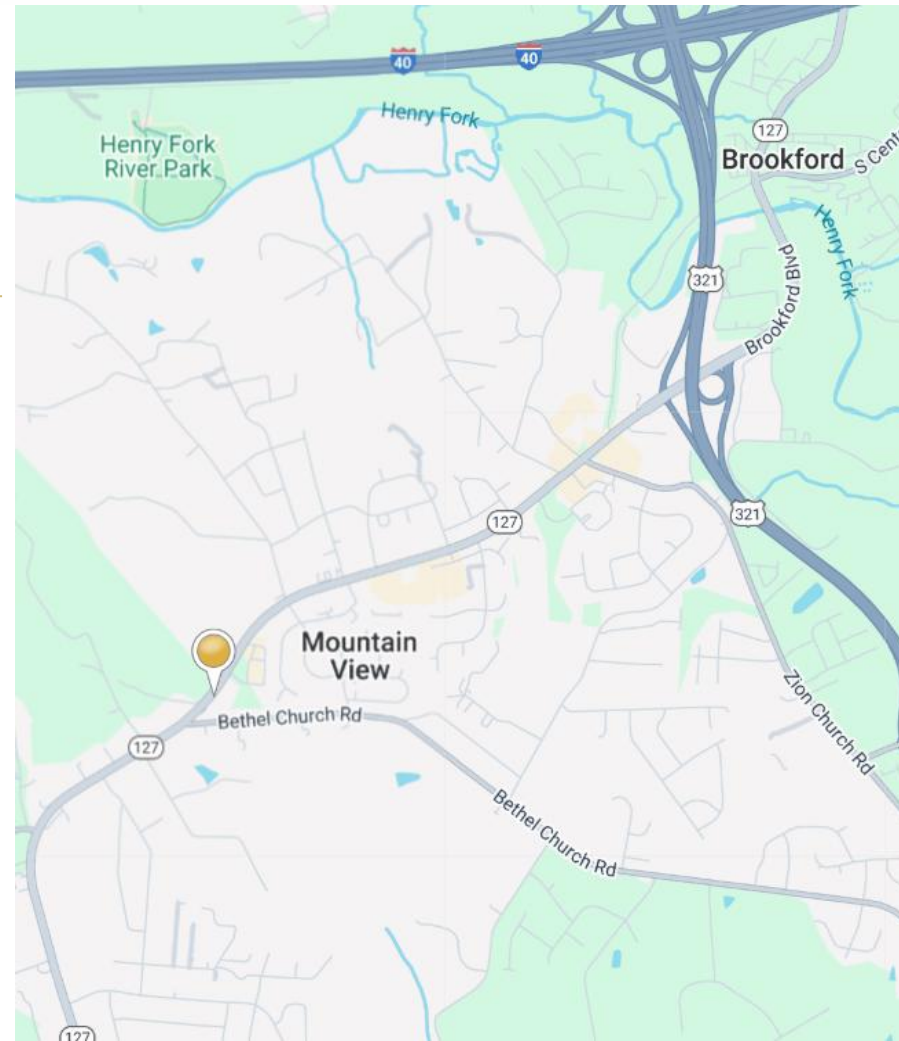 40
40
Henry Fork
Henry Fork
River Park
127
Brookford
S Cent
Henry Fork
321
Brookford Blvd
127
321
Mountain
View
Zion Church Rd
Bethel Church Rd
127
Bethel Church Rd
127